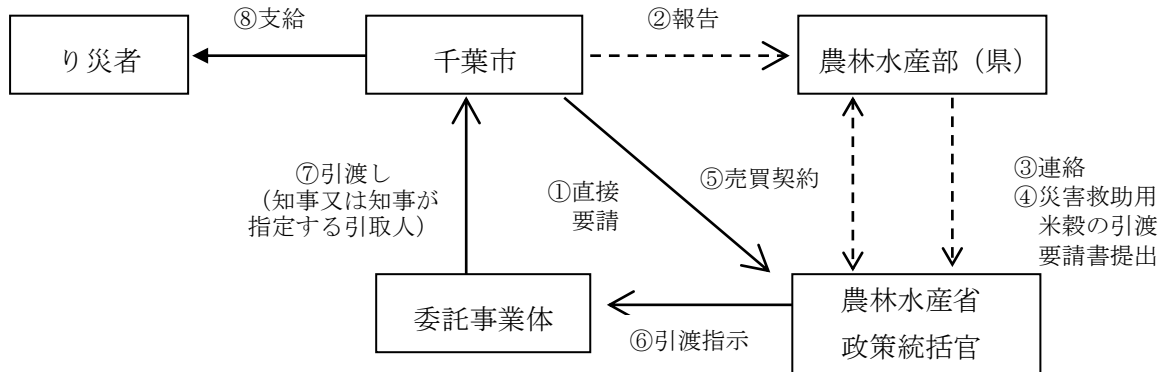 ⑧支給
②報告
り災者
千葉市
農林水産部（県）
⑦引渡し
（知事又は知事が
指定する引取人）
①直接
要請
⑤売買契約
③連絡
④災害救助用
米穀の引渡
要請書提出
委託事業体
⑥引渡指示
農林水産省
政策統括官